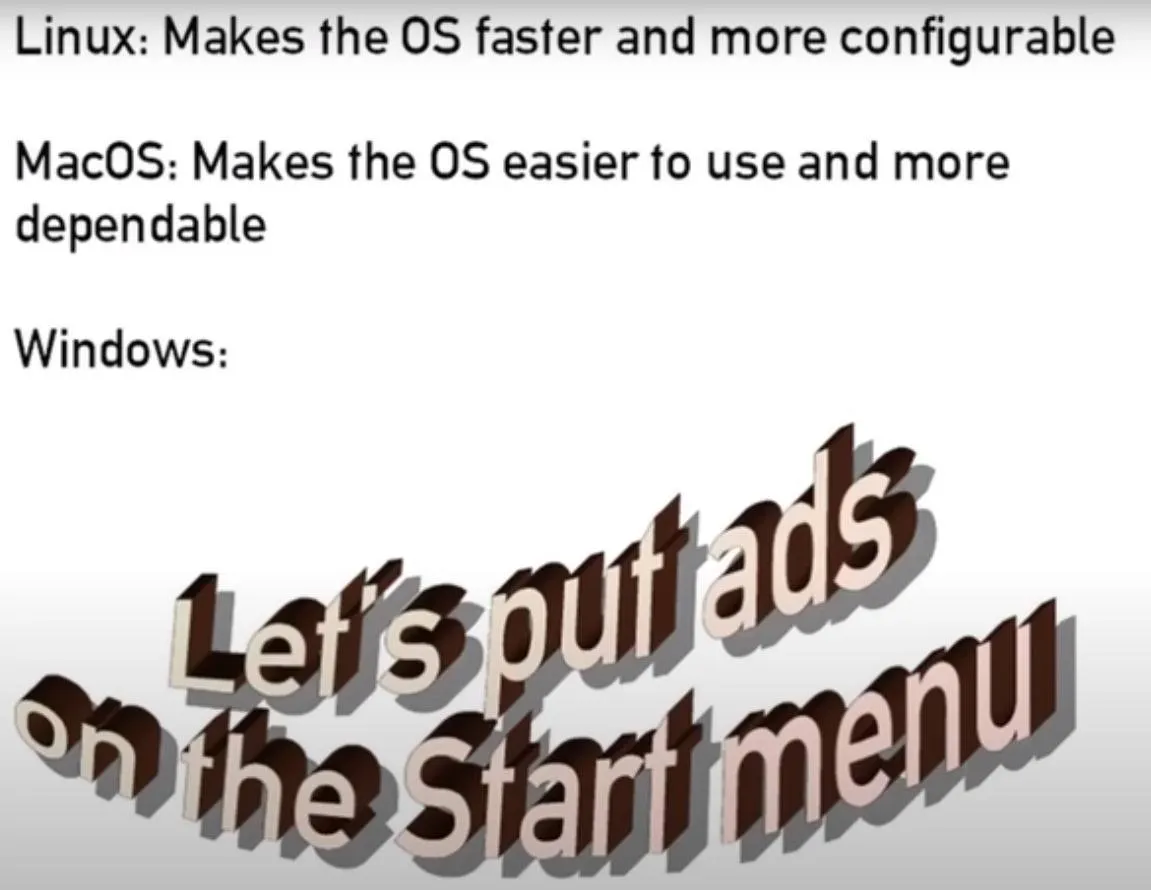 Linux: Makes the OS faster and more configurable
MacOS: Makes the OS easier to use and more
dependable
Windows:
Let's put ads
on the Start menu